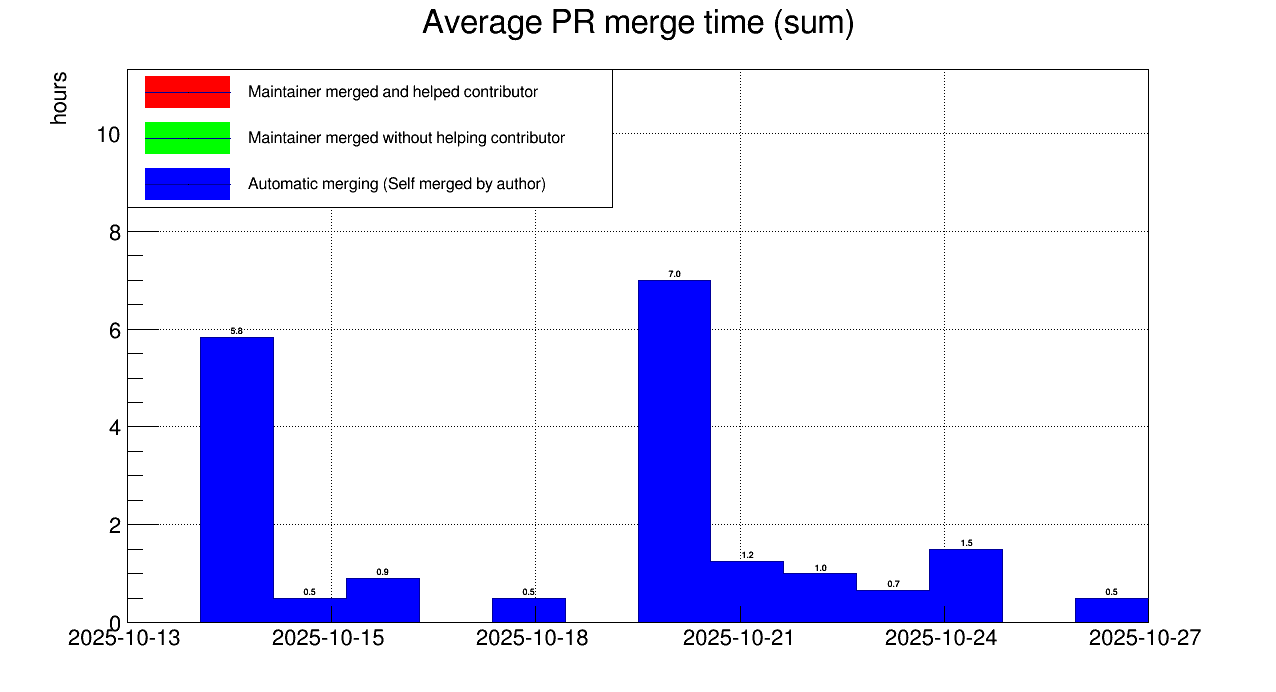 Average PR merge time (sum)
hours
Maintainer merged and helped contributor
Maintainer merged without helping contributor
Automatic merging (Self merged by author)
10
8
6
4
2
0
5.8
0.5
0.9
0.5
7.0
1.2
1.0
0.7
1.5
0.5
2025-10-13 2025-10-15 2025-10-18 2025-10-21 2025-10-24 2025-10-27